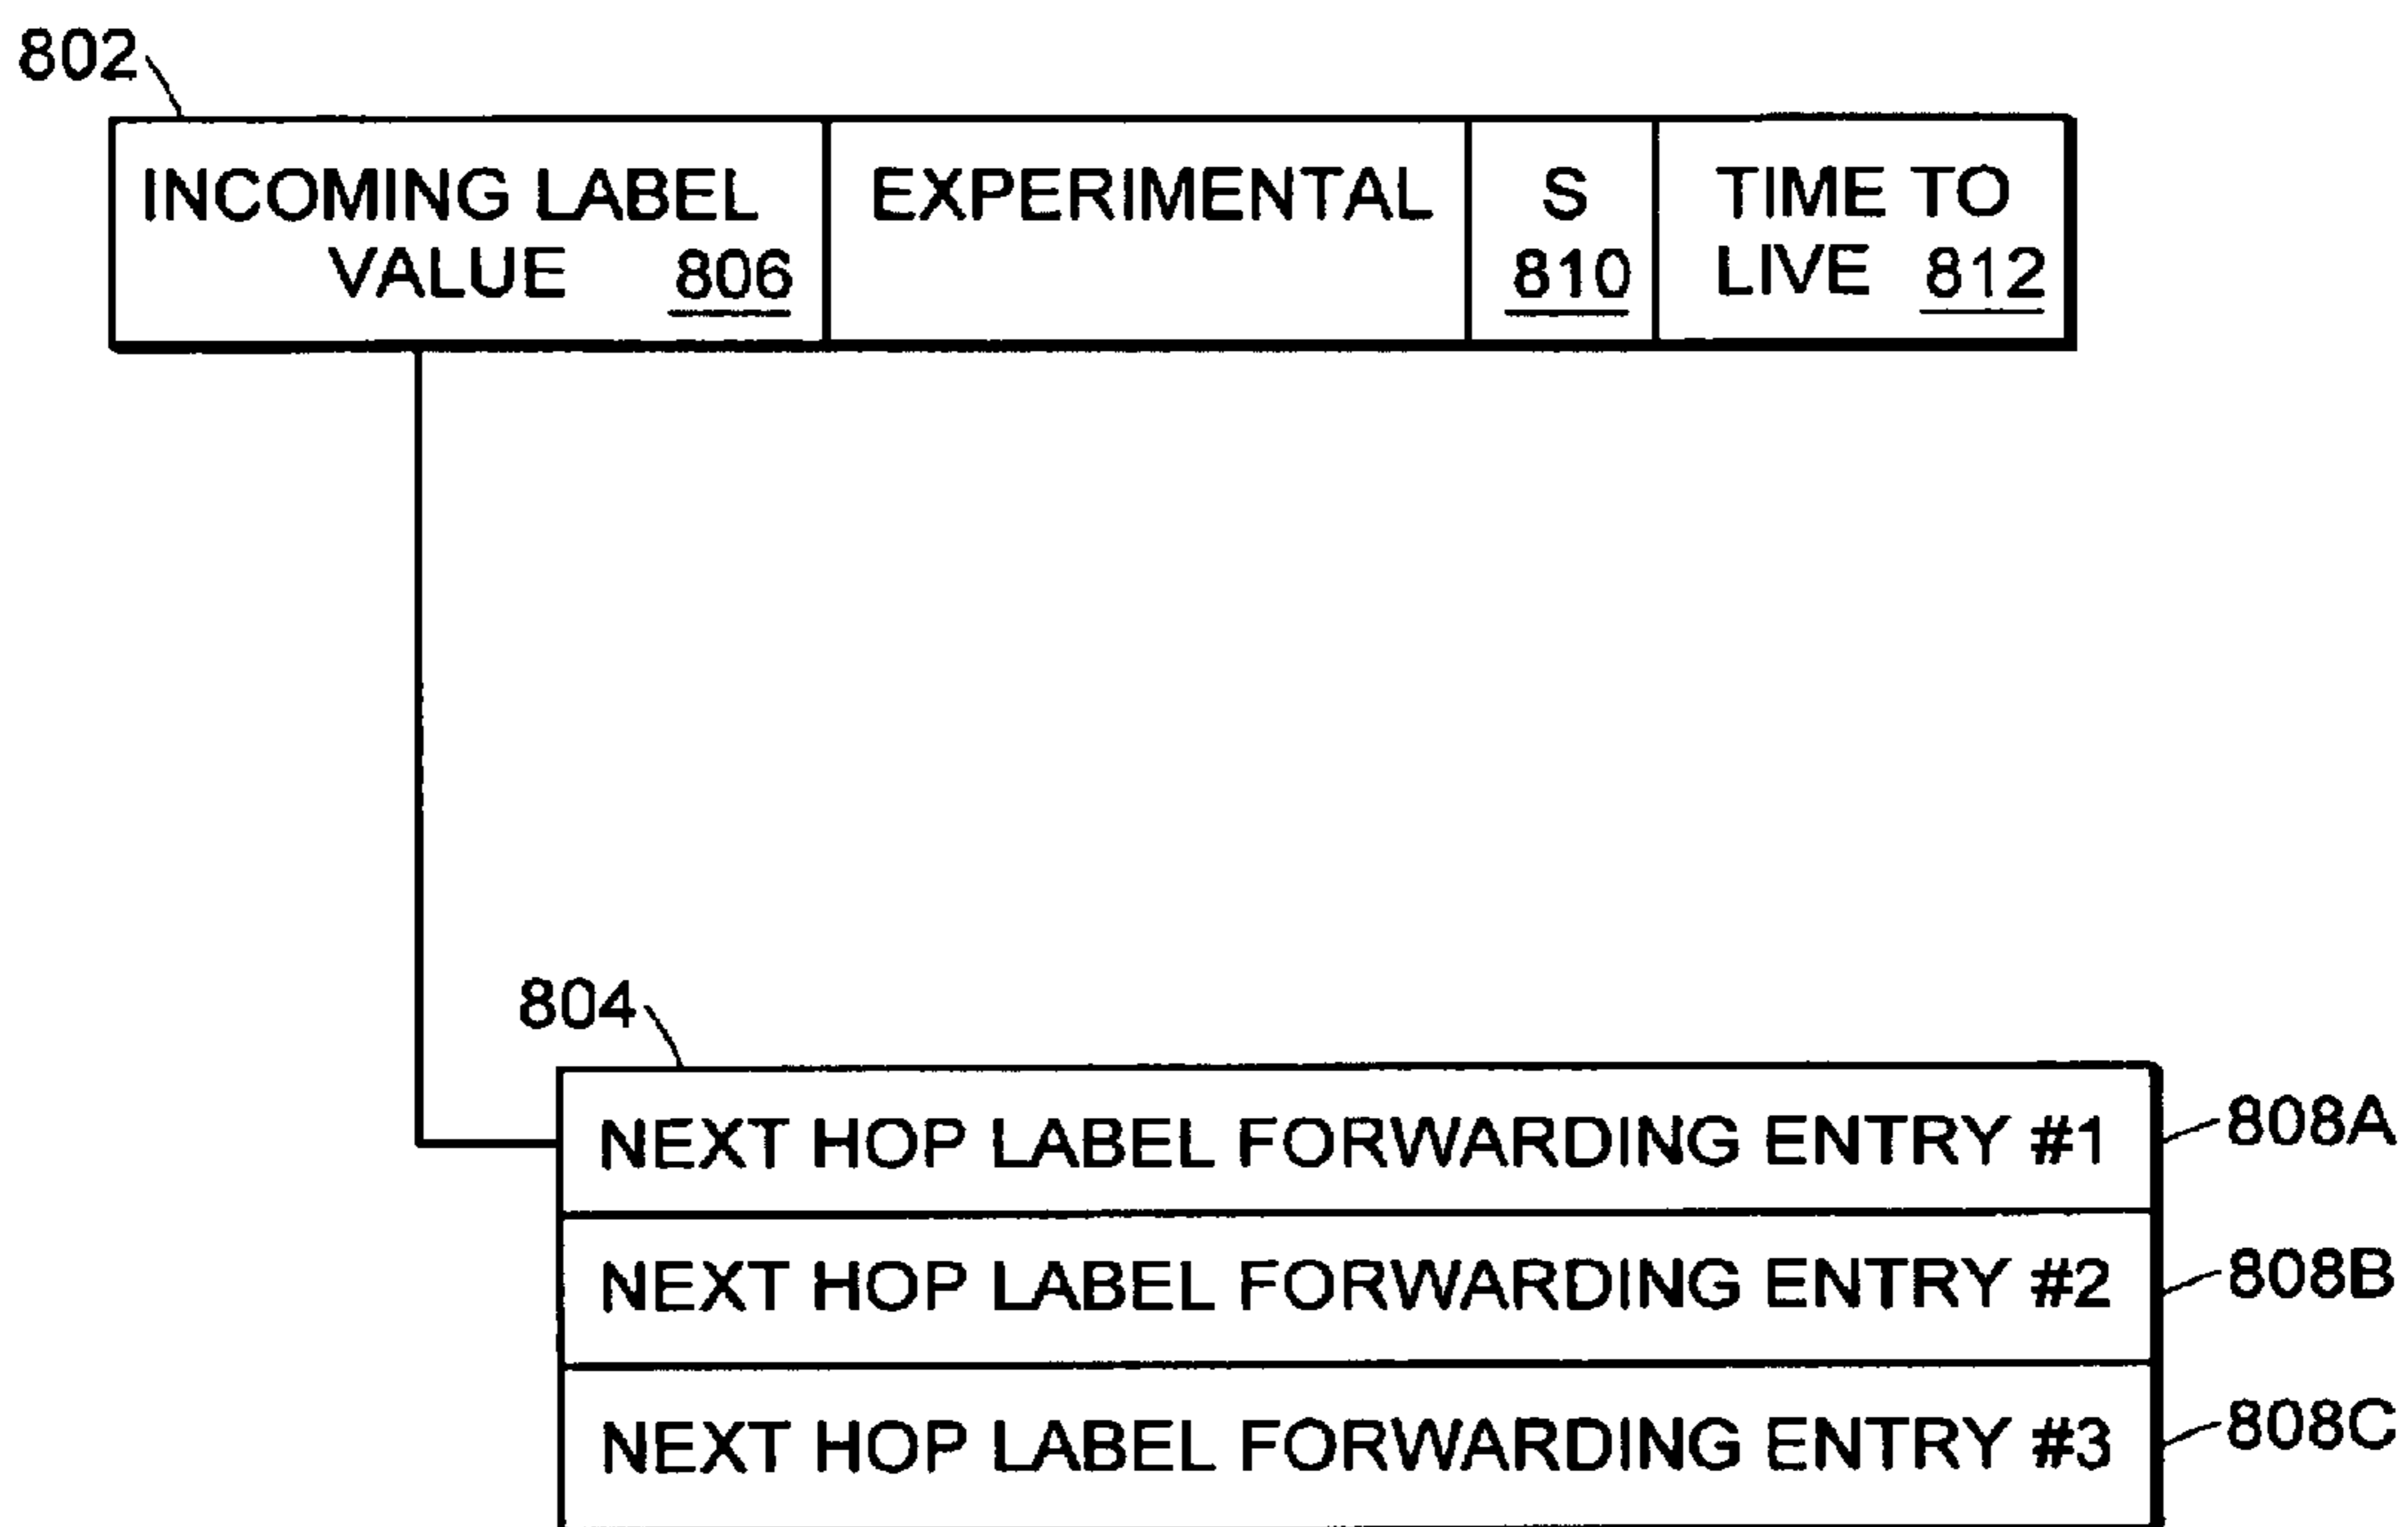 802
INCOMING LABEL
VALUE 806
EXPERIMENTAL
S
810
TIME TO
LIVE 812
804
NEXT HOP LABEL FORWARDING ENTRY #1 808A
NEXT HOP LABEL FORWARDING ENTRY #2 808B
NEXT HOP LABEL FORWARDING ENTRY #3 808C